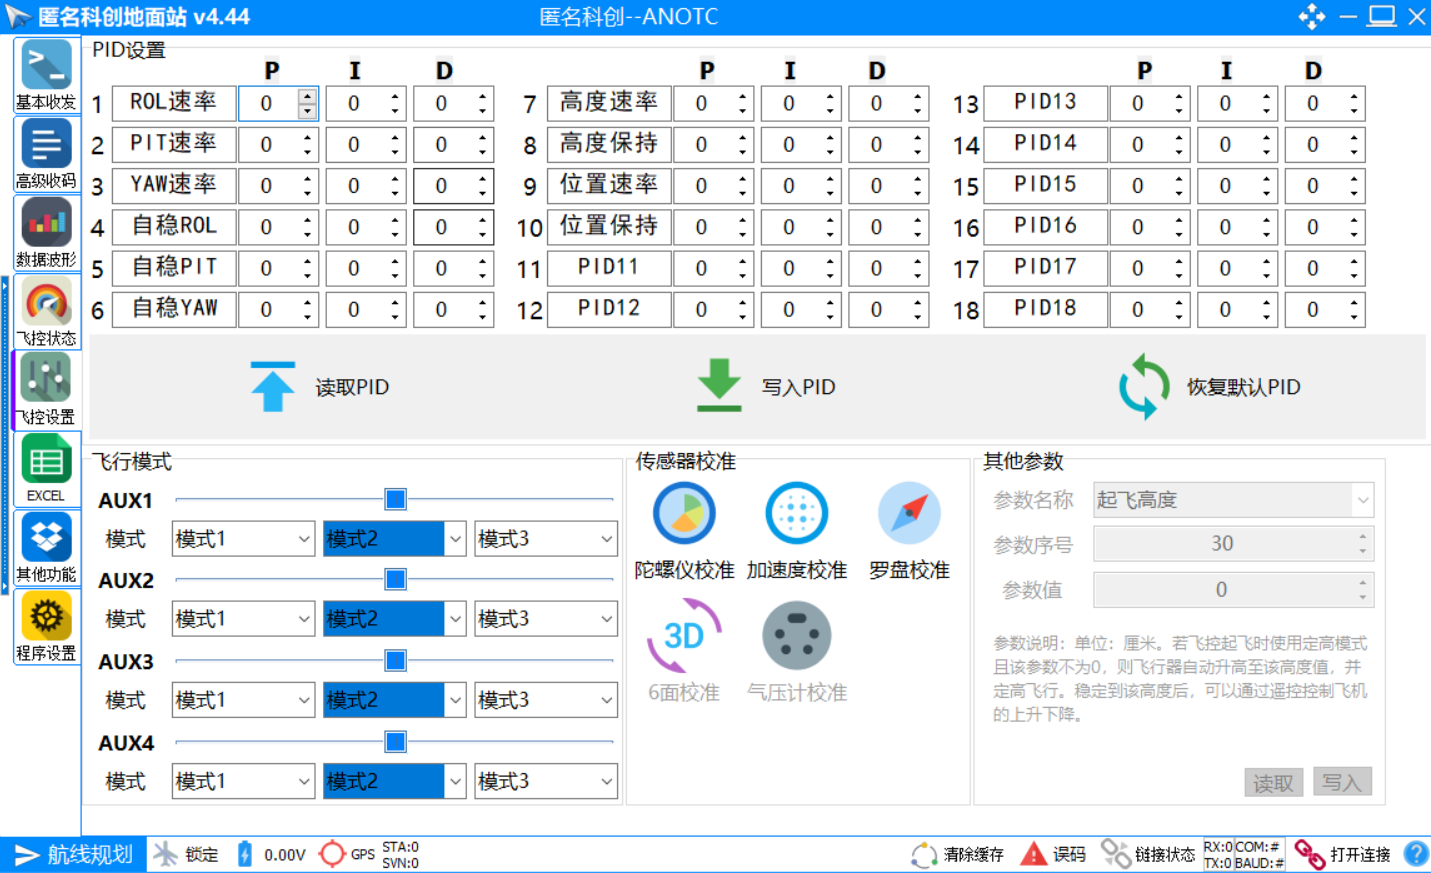 匿名科创地面站 v4.44
匿名科创--ANOTC
基本收发
高级收码
数据波形
飞控状态
飞控设置
EXCEL
其他功能
程序设置
PID设置
P I D P I D P I D
1 ROL速率 0 0 0 7 高度速率 0 0 0 13 PID13 0 0 0
2 PIT速率 0 0 0 8 高度保持 0 0 0 14 PID14 0 0 0
3 YAW速率 0 0 0 9 位置速率 0 0 0 15 PID15 0 0 0
4 自稳ROL 0 0 0 10 位置保持 0 0 0 16 PID16 0 0 0
5 自稳PIT 0 0 0 11 PID11 0 0 0 17 PID17 0 0 0
6 自稳YAW 0 0 0 12 PID12 0 0 0 18 PID18 0 0 0
读取PID 写入PID 恢复默认PID
飞行模式
AUX1
模式 模式1 模式2 模式3
AUX2
模式 模式1 模式2 模式3
AUX3
模式 模式1 模式2 模式3
AUX4
模式 模式1 模式2 模式3
传感器校准
陀螺仪校准 加速度校准 罗盘校准
3D
6面校准 气压计校准
其他参数
参数名称 起飞高度
参数序号 30
参数值 0
参数说明：单位：厘米。若飞控起飞时使用定高模式
且该参数不为0，则飞行器自动升高至该高度值，并
定高飞行。稳定到该高度后，可以通过遥控控制飞机
的上升下降。
读取 写入
航线规划 锁定 0.00V GPS STA:0
SVN:0
清除缓存 误码 链接状态 RX:0 COM:#
TX:0 BAUD:#
打开连接 ?